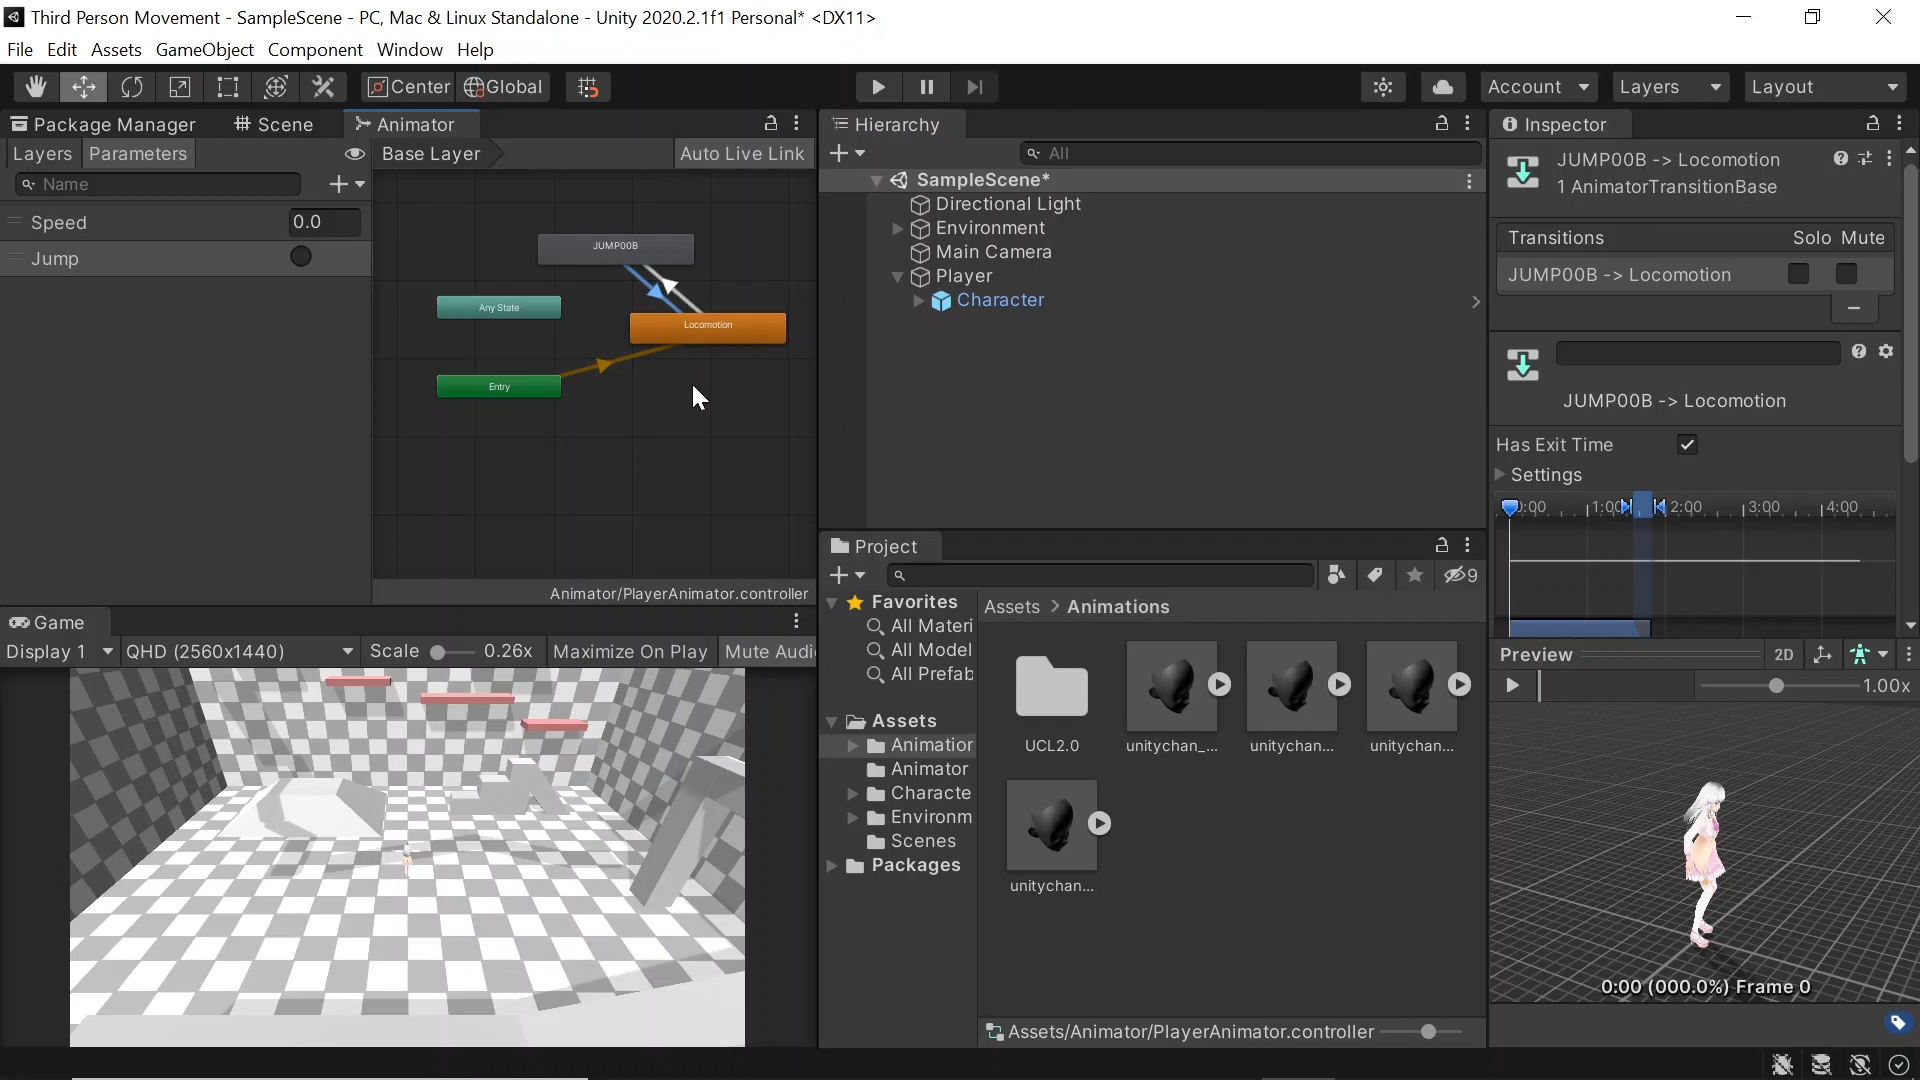 Third Person Movement - SampleScene - PC, Mac & Linux Standalone - Unity 2020.2.1f1 Personal* <DX11>
File Edit Assets GameObject Component Window Help
Center Global Account Layers Layout
Package Manager Scene Animator
Layers Parameters Base Layer Auto Live Link
Name
Speed 0.0
Jump
JUMP00B
Any State
Locomotion
Entry
Animator/PlayerAnimator.controller
Hierarchy
All
SampleScene*
Directional Light
Environment
Main Camera
Player
Character
Inspector
JUMP00B -> Locomotion
1 AnimatorTransitionBase
Transitions Solo Mute
JUMP00B -> Locomotion
JUMP00B -> Locomotion
Has Exit Time
Settings
0:00 1:00 2:00 3:00 4:00
Game
Display 1 QHD (2560x1440) Scale 0.26x Maximize On Play Mute Audi
Project
9
Favorites
All Materi
All Model
All Prefab
Assets
Animation
Animator
Characte
Environm
Scenes
Packages
Assets > Animations
UCL2.0 unitychan_... unitychan... unitychan...
unitychan...
Assets/Animator/PlayerAnimator.controller
Preview 2D
1.00x
0:00 (000.0%) Frame 0